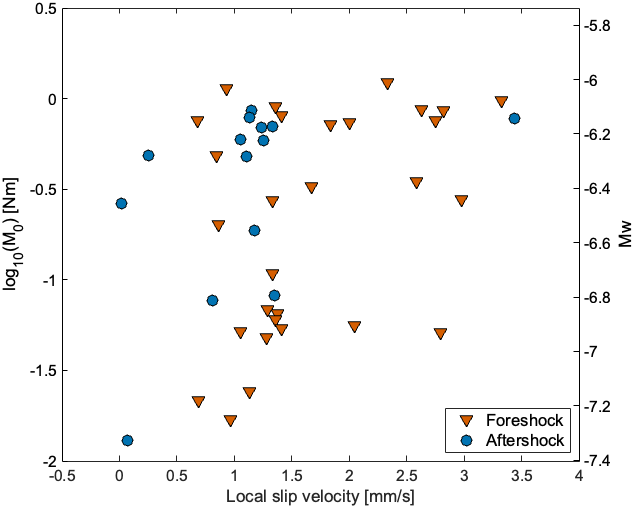 0.5
0
-0.5
-1
-1.5
-2
log10(M0) [Nm]
-5.8
-6
-6.2
-6.4
-6.6
-6.8
-7
-7.2
-7.4
Mw
Foreshock
Aftershock
-0.5 0 0.5 1 1.5 2 2.5 3 3.5 4
Local slip velocity [mm/s]